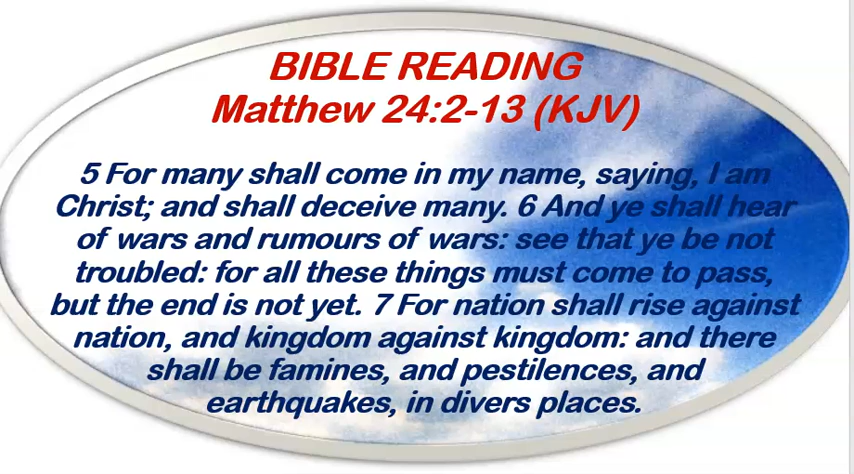 BIBLE READING
Matthew 24:2-13 (KJV)
5 For many shall come in my name, saying, I am
Christ; and shall deceive many. 6 And ye shall hear
of wars and rumours of wars: see that ye be not
troubled: for all these things must come to pass,
but the end is not yet. 7 For nation shall rise against
nation, and kingdom against kingdom: and there
shall be famines, and pestilences, and
earthquakes, in divers places.